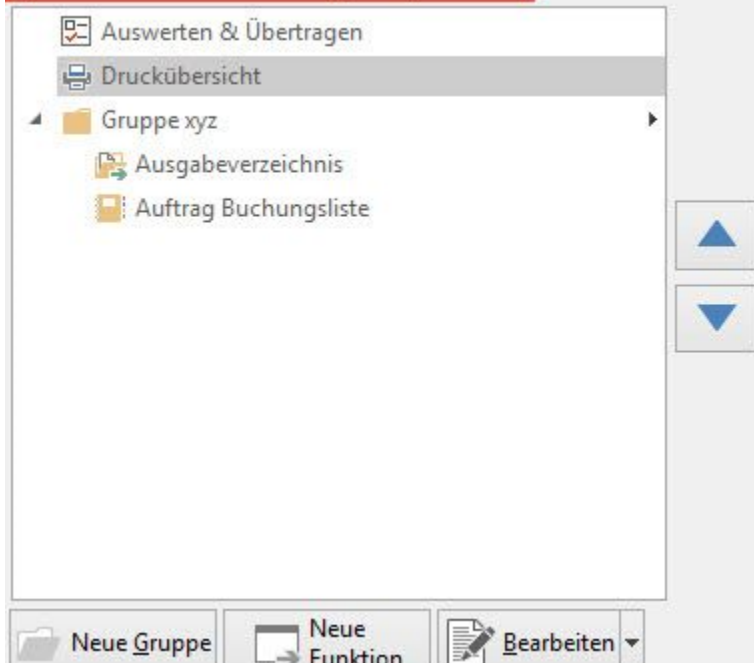 Auswerten & Übertragen
Druckübersicht
Gruppe xyz
Ausgabeverzeichnis
Auftrag Buchungsliste
Neue Gruppe
Neue
Funktion
Bearbeiten